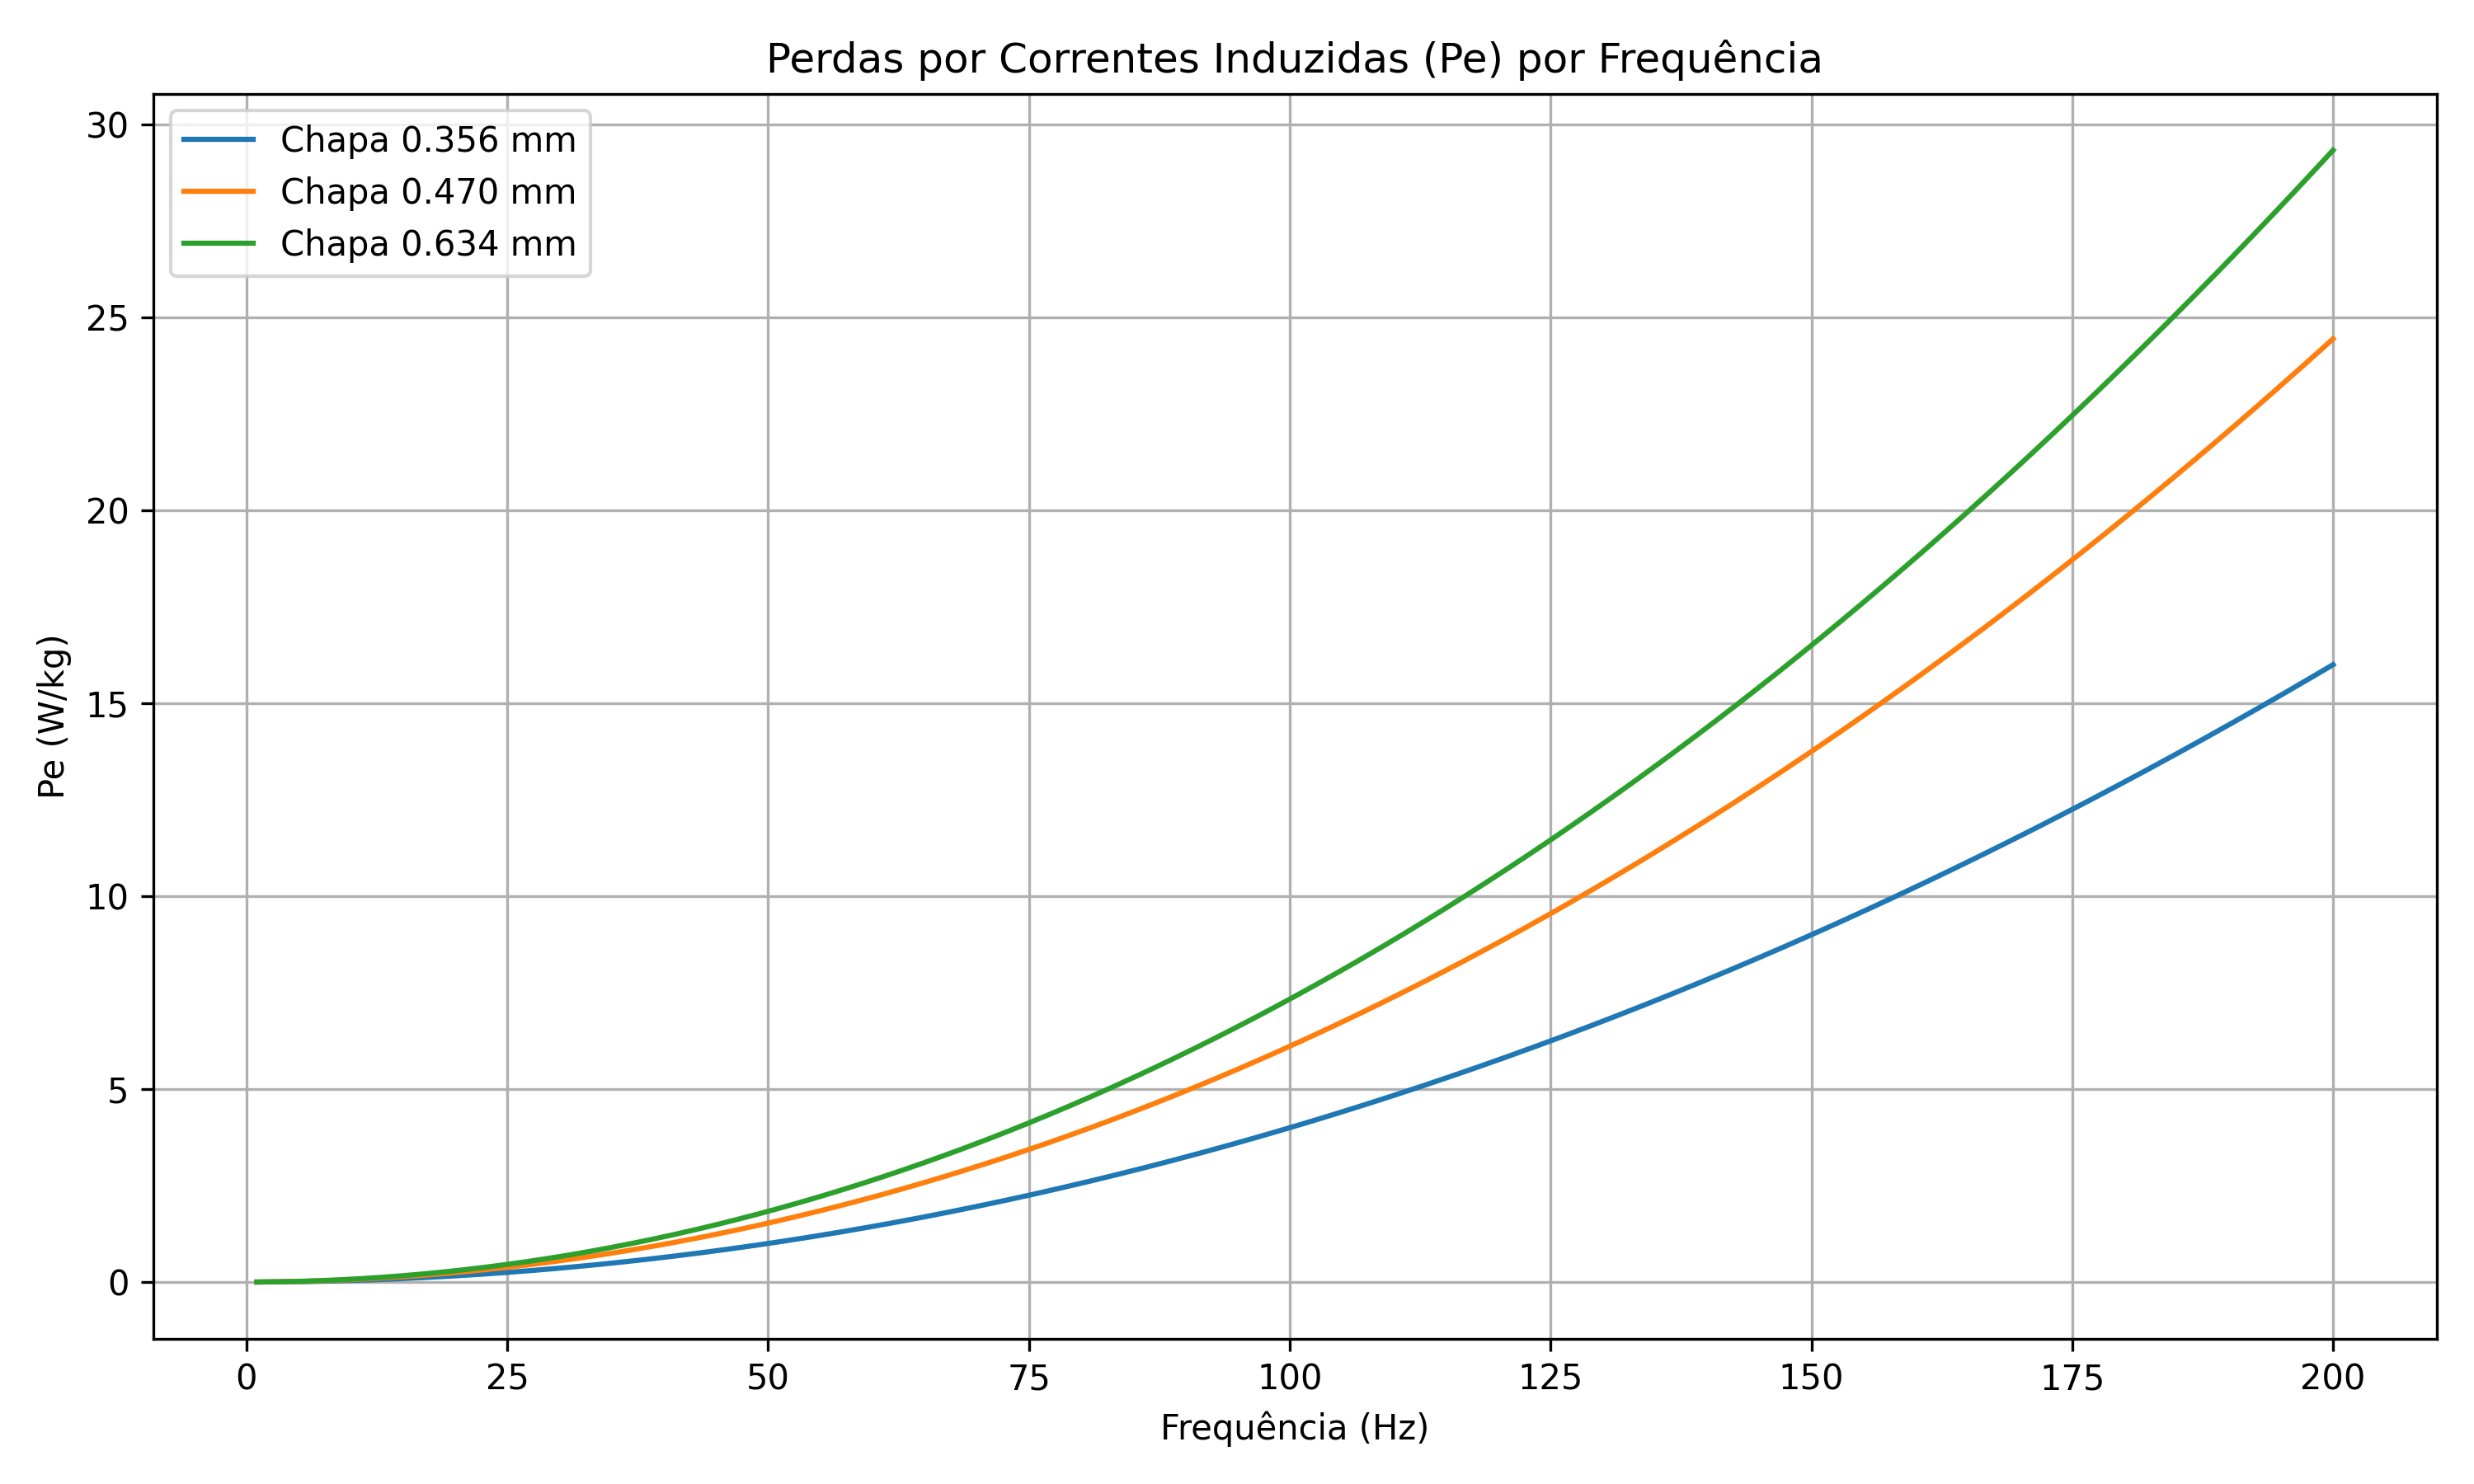 Perdas por Correntes Induzidas (Pe) por Frequência
Chapa 0.356 mm
Chapa 0.470 mm
Chapa 0.634 mm
30
25
20
15
10
5
0
Pe (W/kg)
0 25 50 75 100 125 150 175 200
Frequência (Hz)